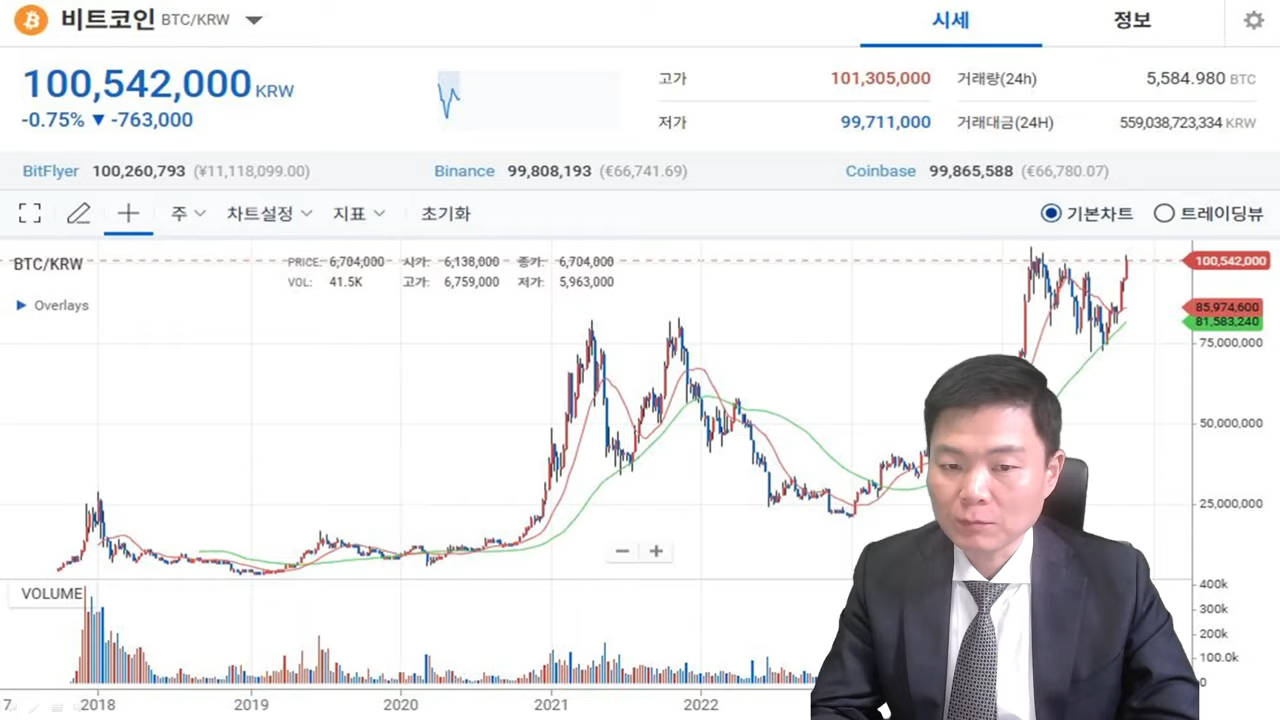 비트코인 BTC/KRW 시세 정보
100,542,000 KRW
-0.75% ▼ -763,000
고가 101,305,000 거래량(24h) 5,584.980 BTC
저가 99,711,000 거래대금(24H) 559,038,723,334 KRW
BitFlyer 100,260,793 (¥11,118,099.00) Binance 99,808,193 (€66,741.69) Coinbase 99,865,588 (€66,780.07)
주 차트설정 지표 초기화 기본차트 트레이딩뷰
BTC/KRW PRICE: 6,704,000 시가: 6,138,000 종가: 6,704,000
VOL: 41.5K 고가: 6,759,000 저가: 5,963,000
Overlays
100,542,000
85,974,600
81,583,240
75,000,000
50,000,000
25,000,000
VOLUME
400k
300k
200k
100.0k
0
7. 2018 2019 2020 2021 2022